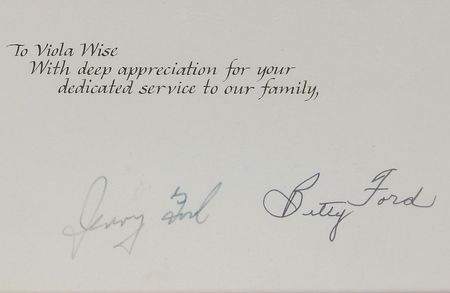 To Viola Wise
With deep appreciation for your
dedicated service to our family,
Jerry Ford Betty Ford